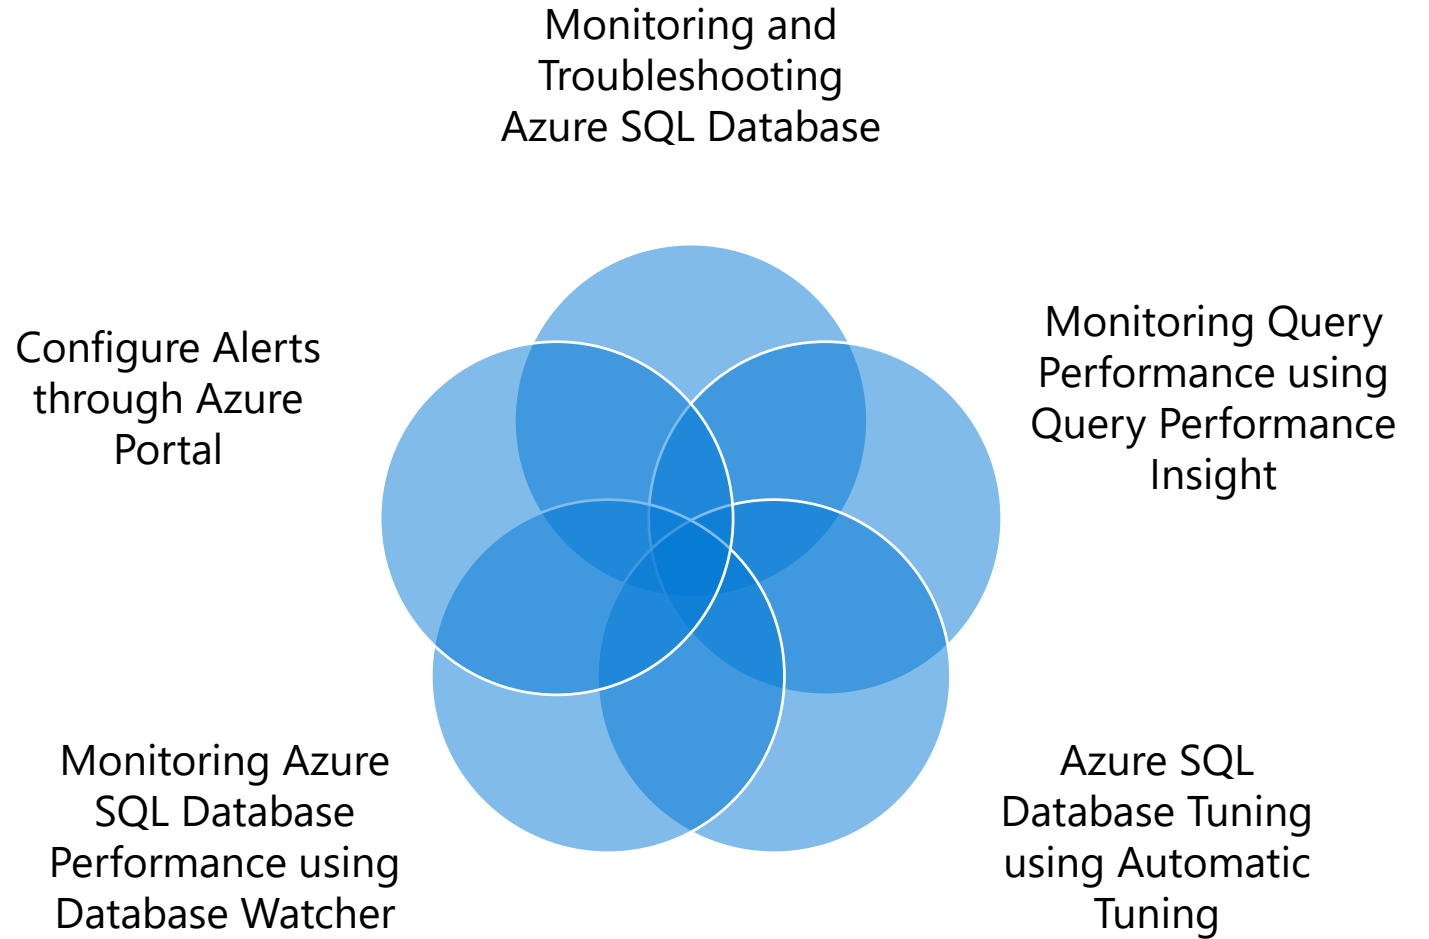 Monitoring and
Troubleshooting
Azure SQL Database
Configure Alerts
through Azure
Portal
Monitoring Query
Performance using
Query Performance
Insight
Monitoring Azure
SQL Database
Performance using
Database Watcher
Azure SQL
Database Tuning
using Automatic
Tuning